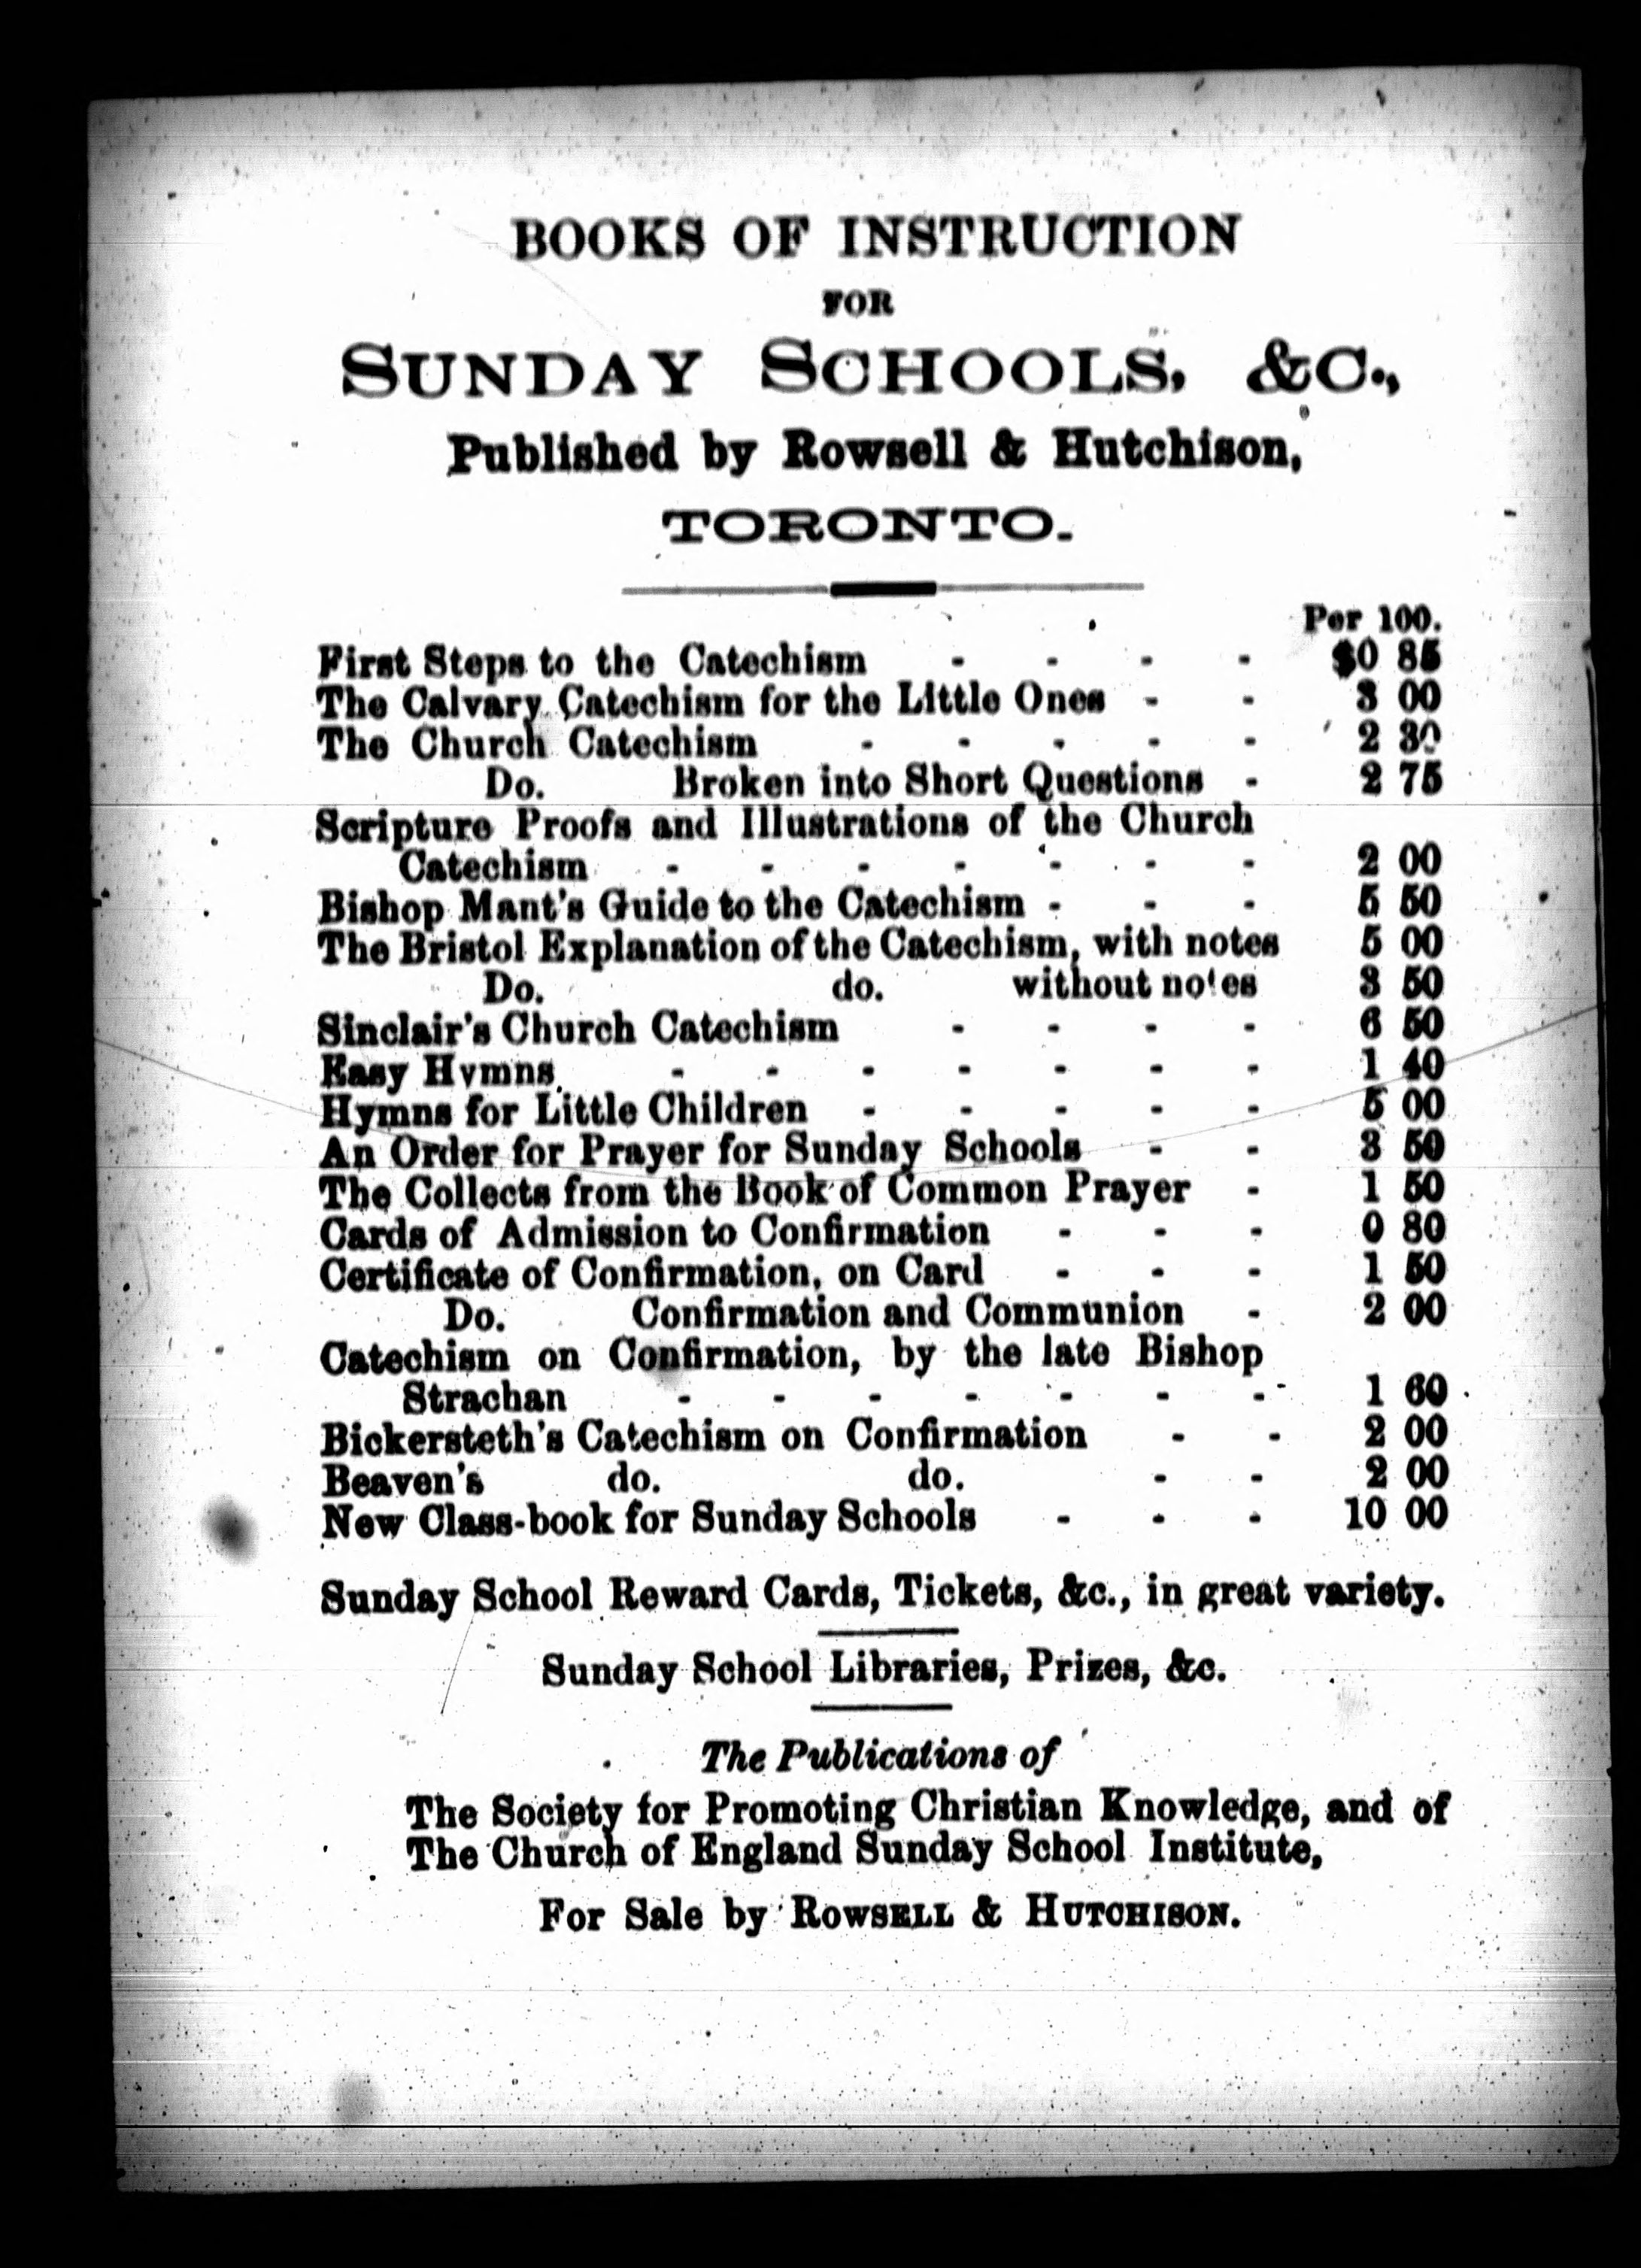 BOOKS OF INSTRUCTION
FOR
SUNDAY SCHOOLS, &C.,
Published by Rowsell & Hutchison,
TORONTO.
Per 100.
First Steps to the Catechism - - - - $0 85
The Calvary Catechism for the Little Ones - - 3 00
The Church Catechism - - - - - 2 30
Do. Broken into Short Questions - 2 75
Scripture Proofs and Illustrations of the Church
Catechism - - - - - - - 2 00
Bishop Mant's Guide to the Catechism - - - 5 50
The Bristol Explanation of the Catechism, with notes 5 00
Do. do. without notes 3 50
Sinclair's Church Catechism - - - - 6 50
Easy Hymns - - - - - - - 1 40
Hymns for Little Children - - - - - 5 00
An Order for Prayer for Sunday Schools - - 3 50
The Collects from the Book of Common Prayer - 1 50
Cards of Admission to Confirmation - - - 0 80
Certificate of Confirmation, on Card - - - 1 50
Do. Confirmation and Communion - 2 00
Catechism on Confirmation, by the late Bishop
Strachan - - - - - - - 1 60
Bickersteth's Catechism on Confirmation - - 2 00
Beaven's do. do. - - 2 00
New Class-book for Sunday Schools - - - 10 00
Sunday School Reward Cards, Tickets, &c., in great variety.
Sunday School Libraries, Prizes, &c.
The Publications of
The Society for Promoting Christian Knowledge, and of
The Church of England Sunday School Institute,
For Sale by ROWSELL & HUTCHISON.